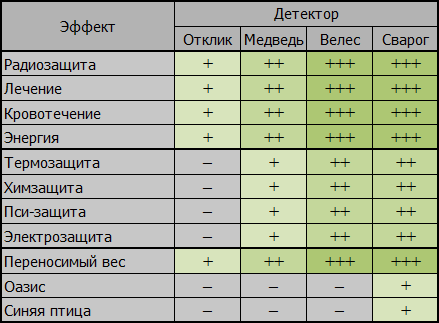 Эффект Детектор
Отклик Медведь Велес Сварог
Радиозащита + ++ +++ +++
Лечение + ++ +++ +++
Кровотечение + ++ +++ +++
Энергия + ++ +++ +++
Термозащита – + ++ ++
Химзащита – + ++ ++
Пси-защита – + ++ ++
Электрозащита – + ++ ++
Переносимый вес + ++ +++ +++
Оазис – – – +
Синяя птица – – – +